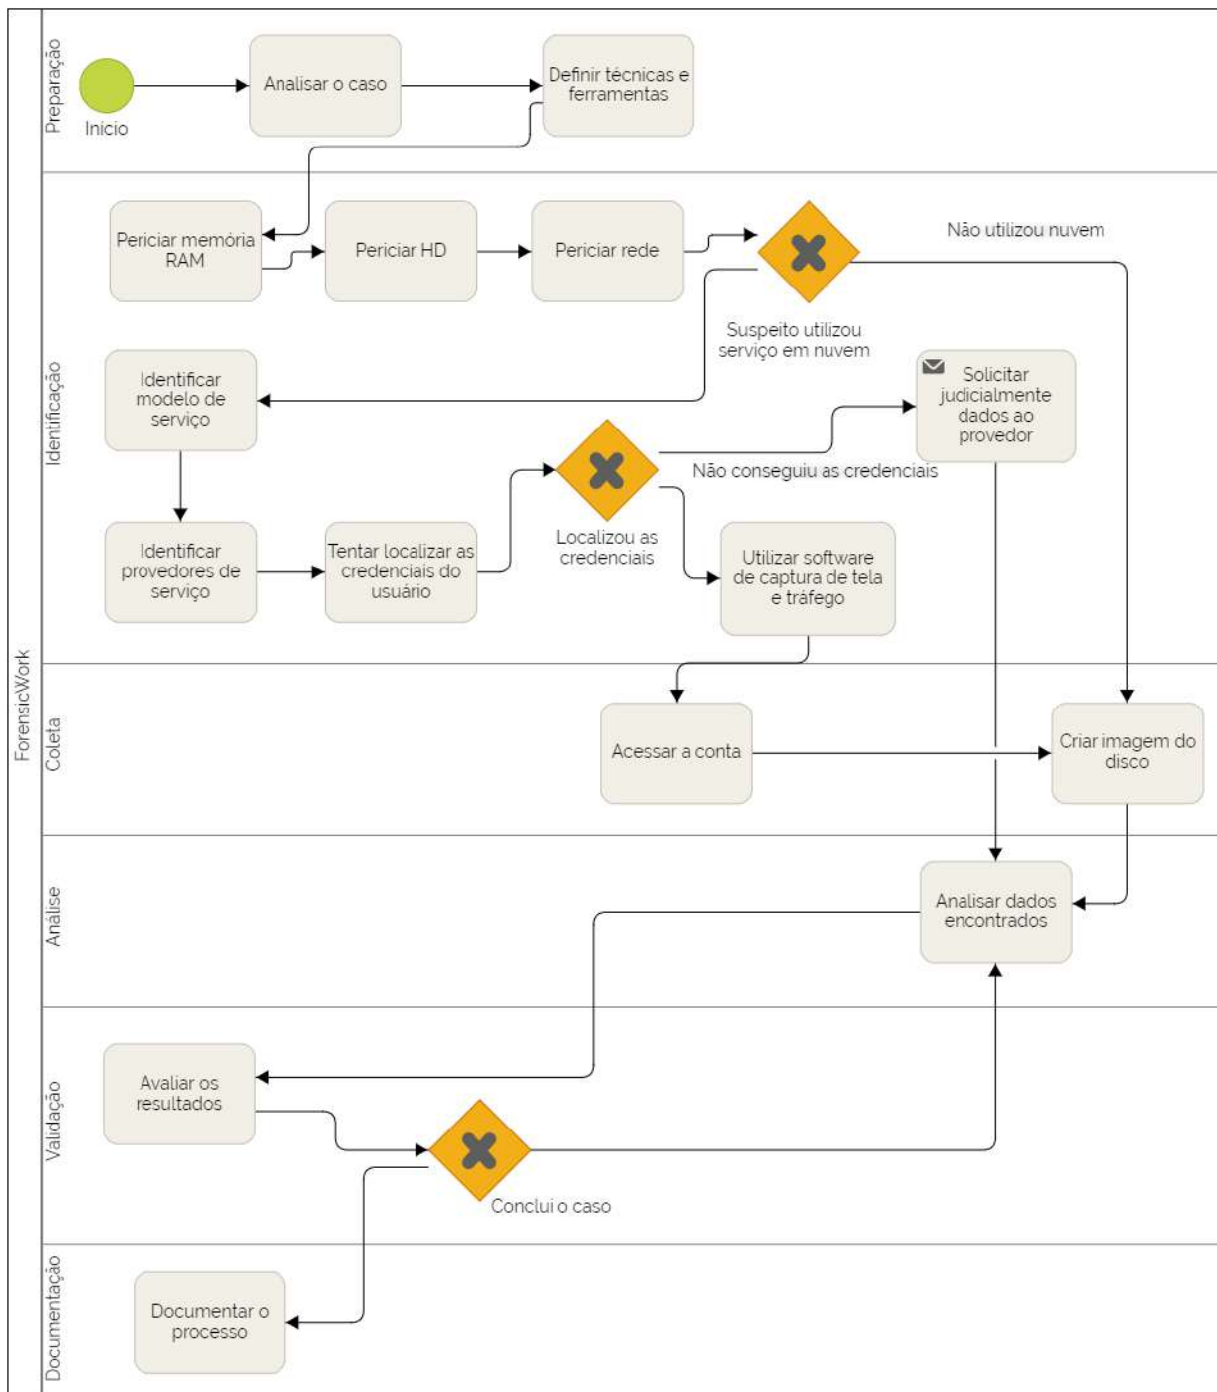 ForensicWork
Preparação
Início
Analisar o caso
Definir técnicas e
ferramentas
Identificação
Periciar memória
RAM
Periciar HD
Periciar rede
Não utilizou nuvem
Suspeito utilizou
serviço em nuvem
Identificar
modelo de
serviço
Solicitar
judicialmente
dados ao
provedor
Não conseguiu as credenciais
Identificar
provedores de
serviço
Tentar localizar as
credenciais do
usuário
Localizou as
credenciais
Utilizar software
de captura de tela
e tráfego
Coleta
Acessar a conta
Criar imagem do
disco
Análise
Analisar dados
encontrados
Validação
Avaliar os
resultados
Conclui o caso
Documentação
Documentar o
processo